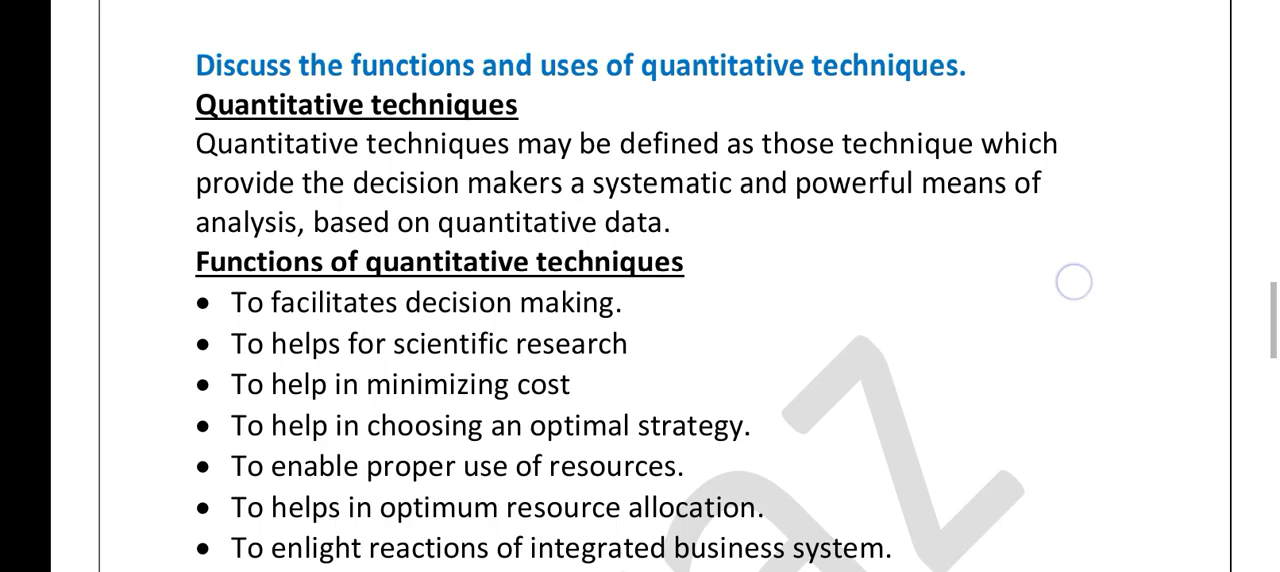 Discuss the functions and uses of quantitative techniques.
Quantitative techniques
Quantitative techniques may be defined as those technique which
provide the decision makers a systematic and powerful means of
analysis, based on quantitative data.
Functions of quantitative techniques
• To facilitates decision making.
• To helps for scientific research
• To help in minimizing cost
• To help in choosing an optimal strategy.
• To enable proper use of resources.
• To helps in optimum resource allocation.
• To enlight reactions of integrated business system.